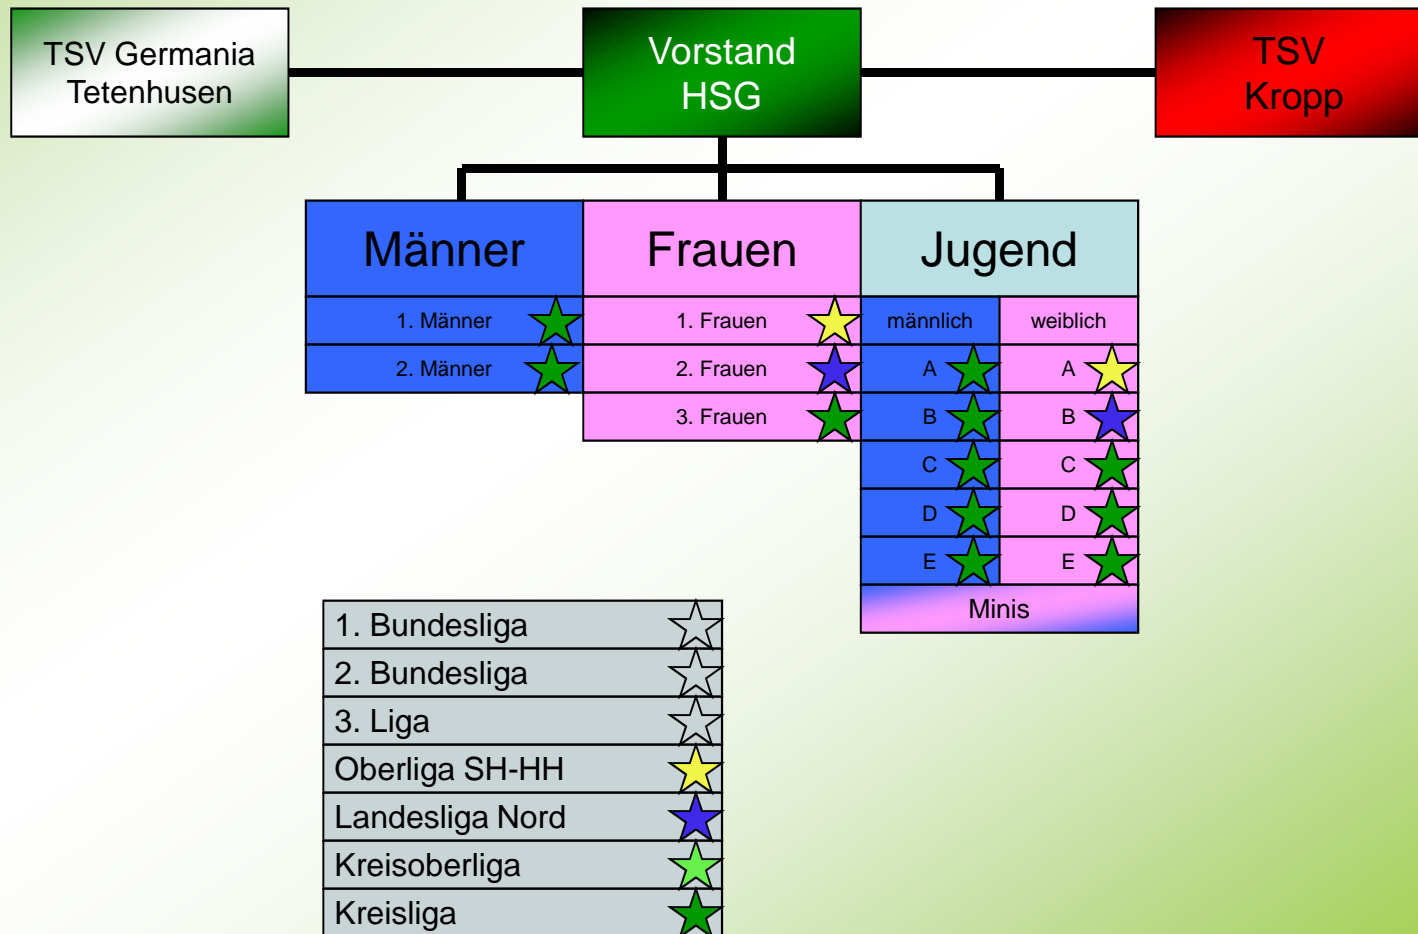 TSV Germania
Tetenhusen
Vorstand
HSG
TSV
Kropp
Männer
Frauen
Jugend
1. Männer
1. Frauen
männlich
weiblich
2. Männer
2. Frauen
A
A
3. Frauen
B
B
C
C
D
D
E
E
Minis
1. Bundesliga
2. Bundesliga
3. Liga
Oberliga SH-HH
Landesliga Nord
Kreisoberliga
Kreisliga